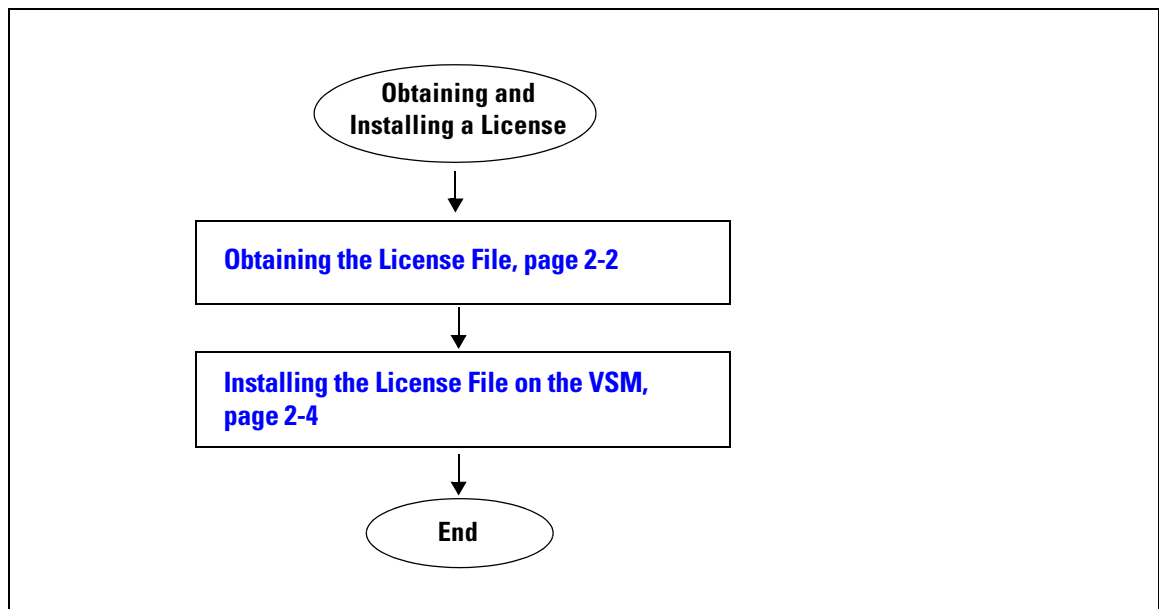 Obtaining and
Installing a License
Obtaining the License File, page 2-2
Installing the License File on the VSM,
page 2-4
End